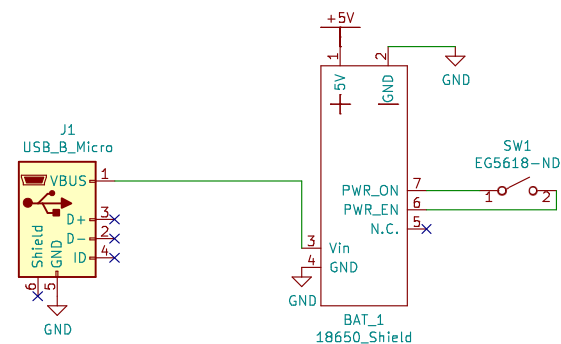 +5V
1
2
5V
GND
GND
J1
USB_B_Micro
VBUS
1
D+
3
D-
2
ID
4
Shield
GND
6
5
GND
PWR_ON
7
PWR_EN
6
N.C.
5
3
Vin
4
GND
GND
SW1
EG5618-ND
1
2
BAT_1
18650_Shield